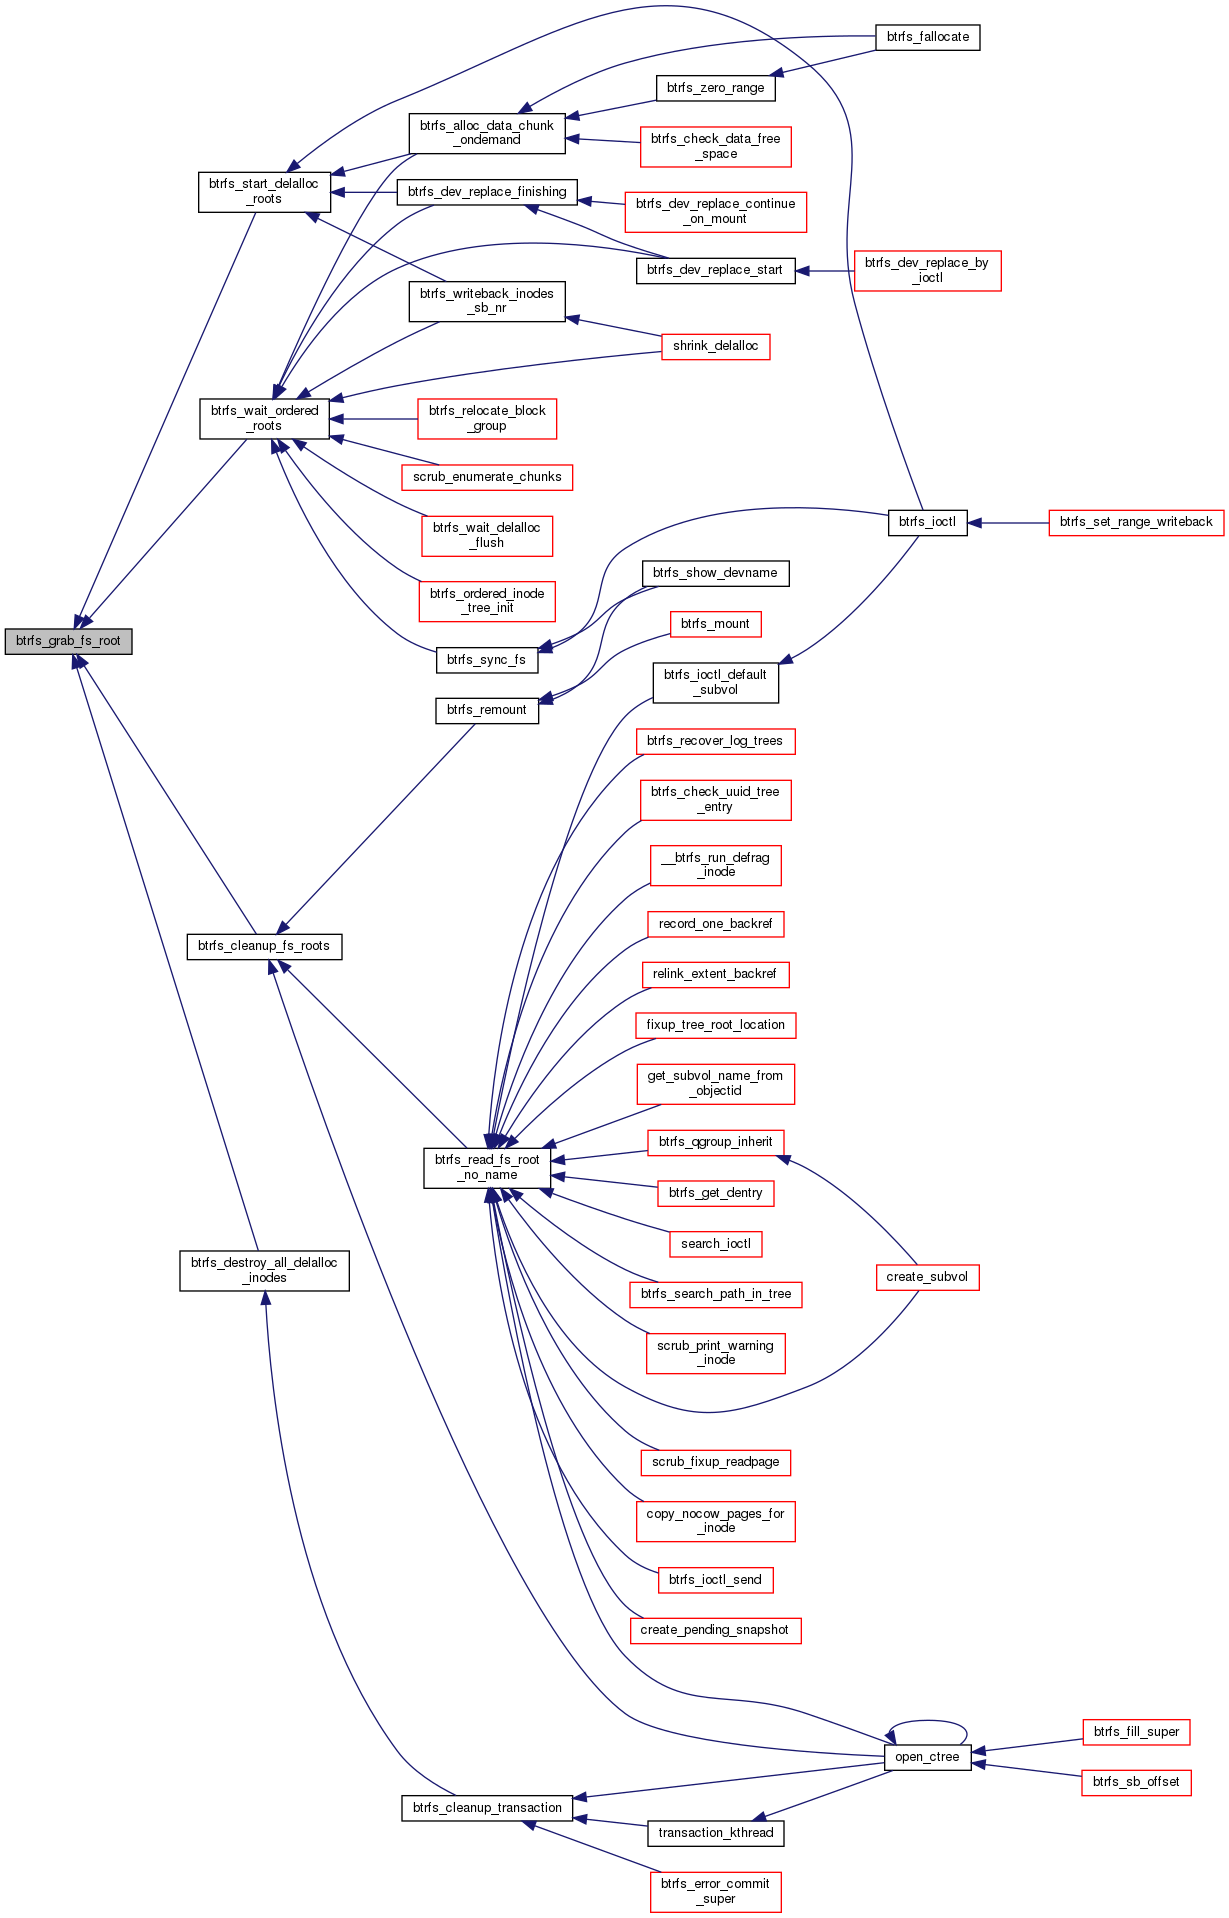 btrfs_fallocate
btrfs_zero_range
btrfs_alloc_data_chunk
_ondemand
btrfs_check_data_free
_space
btrfs_start_delalloc
_roots
btrfs_dev_replace_finishing
btrfs_dev_replace_continue
_on_mount
btrfs_dev_replace_start
btrfs_dev_replace_by
_ioctl
btrfs_writeback_inodes
_sb_nr
shrink_delalloc
btrfs_wait_ordered
_roots
btrfs_relocate_block
_group
scrub_enumerate_chunks
btrfs_wait_delalloc
_flush
btrfs_ioctl
btrfs_set_range_writeback
btrfs_show_devname
btrfs_ordered_inode
_tree_init
btrfs_mount
btrfs_grab_fs_root
btrfs_sync_fs
btrfs_ioctl_default
_subvol
btrfs_remount
btrfs_recover_log_trees
btrfs_check_uuid_tree
_entry
__btrfs_run_defrag
_inode
record_one_backref
btrfs_cleanup_fs_roots
relink_extent_backref
fixup_tree_root_location
get_subvol_name_from
_objectid
btrfs_qgroup_inherit
btrfs_read_fs_root
_no_name
btrfs_get_dentry
search_ioctl
btrfs_destroy_all_delalloc
_inodes
create_subvol
btrfs_search_path_in_tree
scrub_print_warning
_inode
scrub_fixup_readpage
copy_nocow_pages_for
_inode
btrfs_ioctl_send
create_pending_snapshot
btrfs_fill_super
open_ctree
btrfs_sb_offset
btrfs_cleanup_transaction
transaction_kthread
btrfs_error_commit
_super